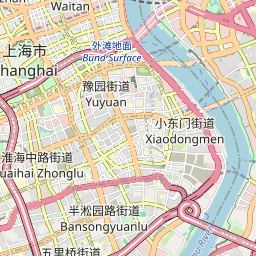 Waitan
上海市
Shanghai
外滩地面
Bund Surface
豫园街道
Yuyuan
小东门街道
Xiaodongmen
淮海中路街道
Huaihai Zhonglu
半淞园路街道
Bansongyuanlu
五里桥街道